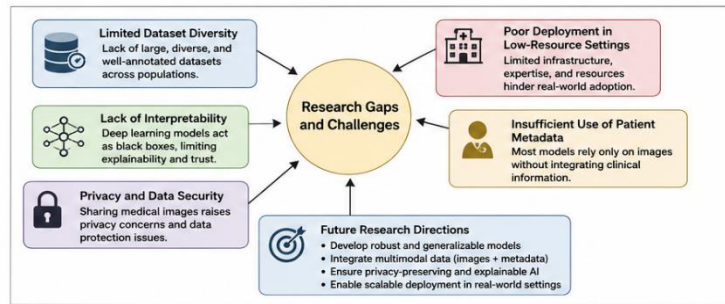 Limited Dataset Diversity
Lack of large, diverse, and
well-annotated datasets
across populations.
Lack of Interpretability
Deep learning models act
as black boxes, limiting
explainability and trust.
Privacy and Data Security
Sharing medical images raises
privacy concerns and data
protection issues.
Research Gaps
and Challenges
Poor Deployment in
Low-Resource Settings
Limited infrastructure,
expertise, and resources
hinder real-world adoption.
Insufficient Use of Patient
Metadata
Most models rely only on images
without integrating clinical
information.
Future Research Directions
• Develop robust and generalizable models
• Integrate multimodal data (images + metadata)
• Ensure privacy-preserving and explainable AI
• Enable scalable deployment in real-world settings